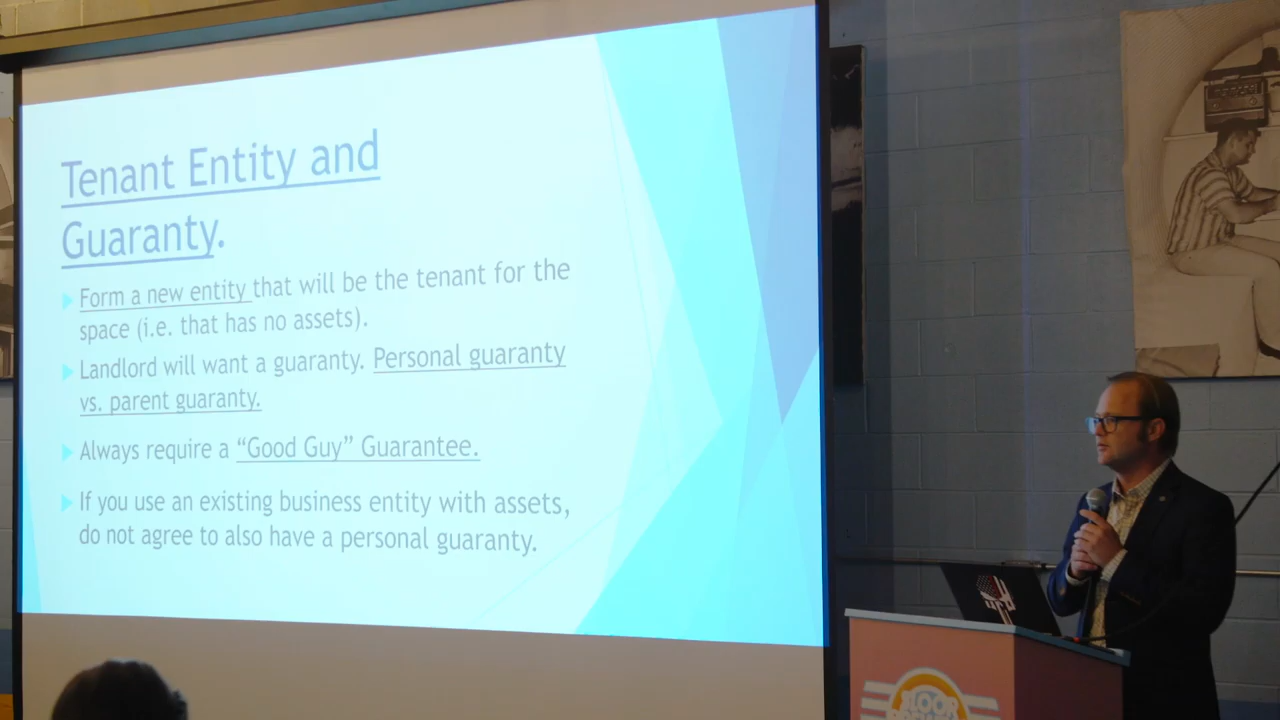 Tenant Entity and
Guaranty.
Form a new entity that will be the tenant for the
space (i.e. that has no assets).
Landlord will want a guaranty. Personal guaranty
vs. parent guaranty.
Always require a “Good Guy” Guarantee.
If you use an existing business entity with assets,
do not agree to also have a personal guaranty.